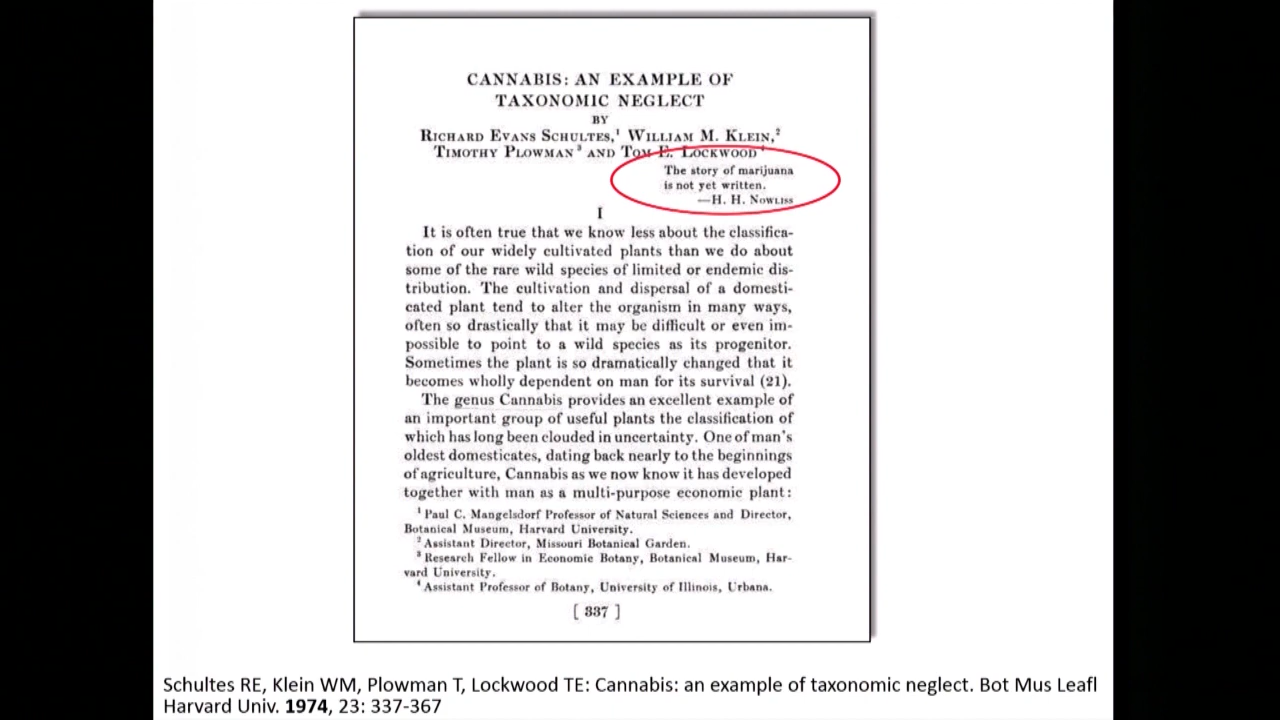 CANNABIS: AN EXAMPLE OF
TAXONOMIC NEGLECT
BY
RICHARD EVANS SCHULTES,¹ WILLIAM M. KLEIN,²
TIMOTHY PLOWMAN³ AND TOM E. LOCKWOOD⁴
The story of marijuana
is not yet written.
—H. H. NOWLISS
I
It is often true that we know less about the classifica-
tion of our widely cultivated plants than we do about
some of the rare wild species of limited or endemic dis-
tribution. The cultivation and dispersal of a domesti-
cated plant tend to alter the organism in many ways,
often so drastically that it may be difficult or even im-
possible to point to a wild species as its progenitor.
Sometimes the plant is so dramatically changed that it
becomes wholly dependent on man for its survival (21).
The genus Cannabis provides an excellent example of
an important group of useful plants the classification of
which has long been clouded in uncertainty. One of man's
oldest domesticates, dating back nearly to the beginnings
of agriculture, Cannabis as we now know it has developed
together with man as a multi-purpose economic plant:
¹ Paul C. Mangelsdorf Professor of Natural Sciences and Director,
Botanical Museum, Harvard University.
² Assistant Director, Missouri Botanical Garden.
³ Research Fellow in Economic Botany, Botanical Museum, Har-
vard University.
⁴ Assistant Professor of Botany, University of Illinois, Urbana.
[ 337 ]
Schultes RE, Klein WM, Plowman T, Lockwood TE: Cannabis: an example of taxonomic neglect. Bot Mus Leafl
Harvard Univ. 1974, 23: 337-367